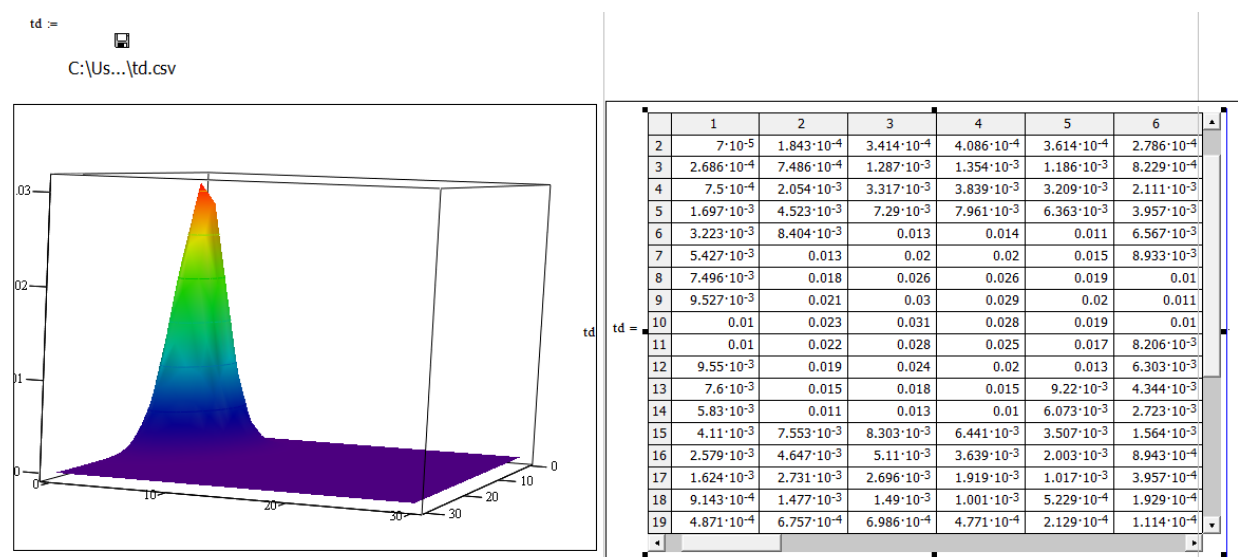 td :=
C:\Us...\td.csv
.03
02
01
0
0
10
20
30
30
20
10
0
td
td =
1 2 3 4 5 6
2 7·10-5 1.843·10-4 3.414·10-4 4.086·10-4 3.614·10-4 2.786·10-4
3 2.686·10-4 7.486·10-4 1.287·10-3 1.354·10-3 1.186·10-3 8.229·10-4
4 7.5·10-4 2.054·10-3 3.317·10-3 3.839·10-3 3.209·10-3 2.111·10-3
5 1.697·10-3 4.523·10-3 7.29·10-3 7.961·10-3 6.363·10-3 3.957·10-3
6 3.223·10-3 8.404·10-3 0.013 0.014 0.011 6.567·10-3
7 5.427·10-3 0.013 0.02 0.02 0.015 8.933·10-3
8 7.496·10-3 0.018 0.026 0.026 0.019 0.01
9 9.527·10-3 0.021 0.03 0.029 0.02 0.011
10 0.01 0.023 0.031 0.028 0.019 0.01
11 0.01 0.022 0.028 0.025 0.017 8.206·10-3
12 9.55·10-3 0.019 0.024 0.02 0.013 6.303·10-3
13 7.6·10-3 0.015 0.018 0.015 9.22·10-3 4.344·10-3
14 5.83·10-3 0.011 0.013 0.01 6.073·10-3 2.723·10-3
15 4.11·10-3 7.553·10-3 8.303·10-3 6.441·10-3 3.507·10-3 1.564·10-3
16 2.579·10-3 4.647·10-3 5.11·10-3 3.639·10-3 2.003·10-3 8.943·10-4
17 1.624·10-3 2.731·10-3 2.696·10-3 1.919·10-3 1.017·10-3 3.957·10-4
18 9.143·10-4 1.477·10-3 1.49·10-3 1.001·10-3 5.229·10-4 1.929·10-4
19 4.871·10-4 6.757·10-4 6.986·10-4 4.771·10-4 2.129·10-4 1.114·10-4